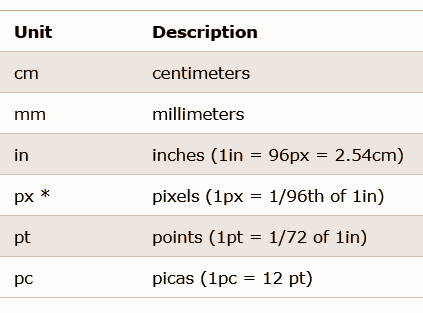 Unit Description
cm centimeters
mm millimeters
in inches (1in = 96px = 2.54cm)
px * pixels (1px = 1/96th of 1in)
pt points (1pt = 1/72 of 1in)
pc picas (1pc = 12 pt)